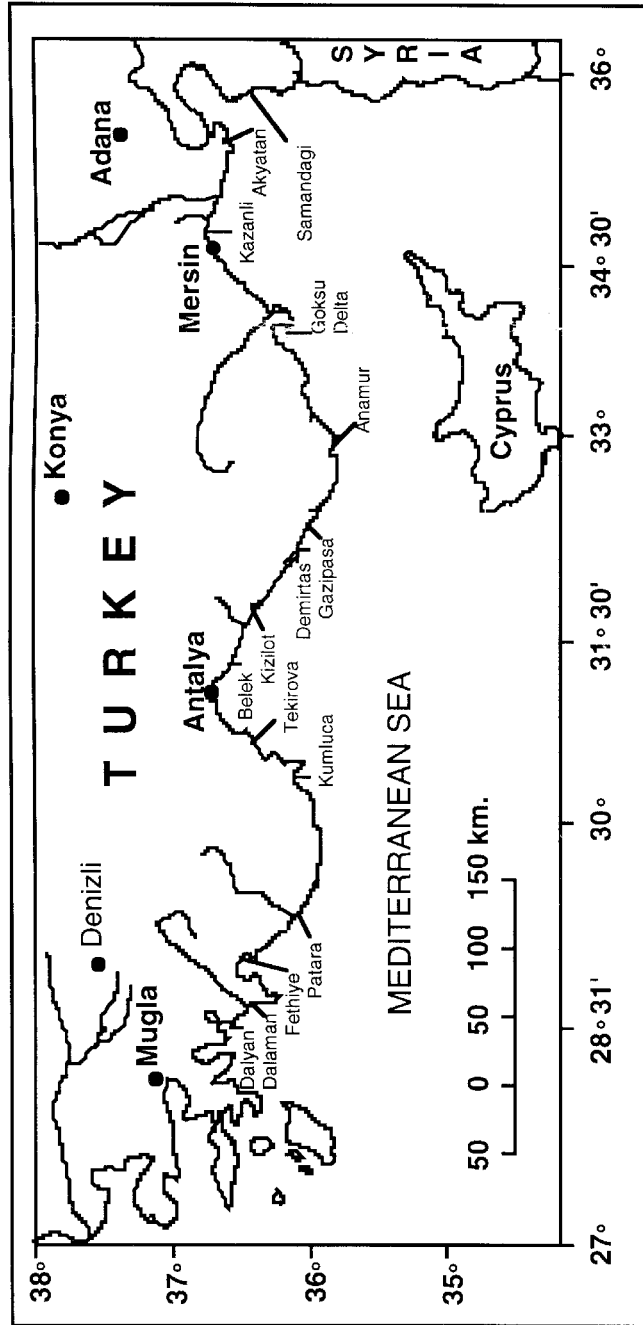 38°
37°
36°
35°
TURKEY
Konya
Adana
Denizli
Mugla
Antalya
Mersin
SYRIA
Dalyan
Dalaman
Fethiye
Patara
Kumluca
Tekirova
Belek
Kizilot
Demirtas
Gazipasa
Anamur
Goksu
Delta
Kazanli
Akyatan
Samandagi
Cyprus
MEDITERRANEAN SEA
50 0 50 100 150 km.
27° 28°31' 30° 31°30' 33° 34°30' 36°